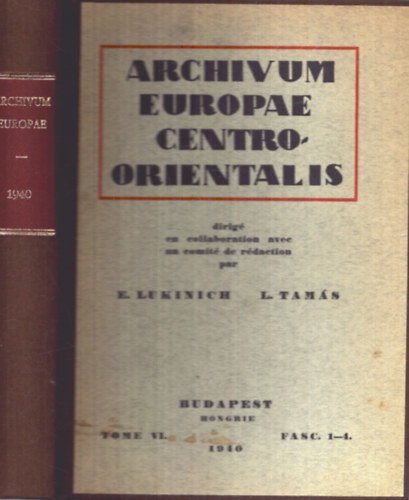 RCHIVUM
EUROPAE
1940
ARCHIVUM
EUROPAE
CENTRO-
ORIENTALIS
dirigé
en collaboration avec
un comité de rédaction
par
E. LUKINICH L. TAMÁS
BUDAPEST
HONGRIE
TOME VI. FASC. 1—4.
1940